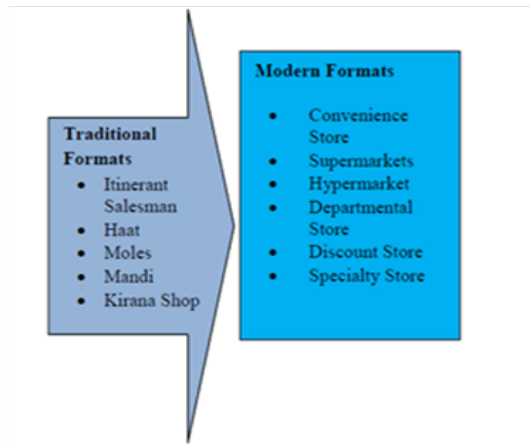 Traditional
Formats
• Itinerant
Salesman
• Haat
• Moles
• Mandi
• Kirana Shop
Modern Formats
• Convenience
Store
• Supermarkets
• Hypermarket
• Departmental
Store
• Discount Store
• Specialty Store